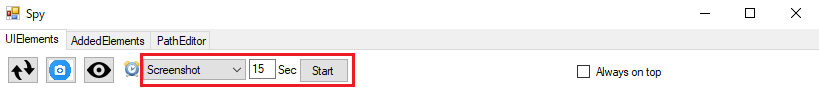 Spy
UIElements AddedElements PathEditor
Screenshot 15 Sec Start Always on top